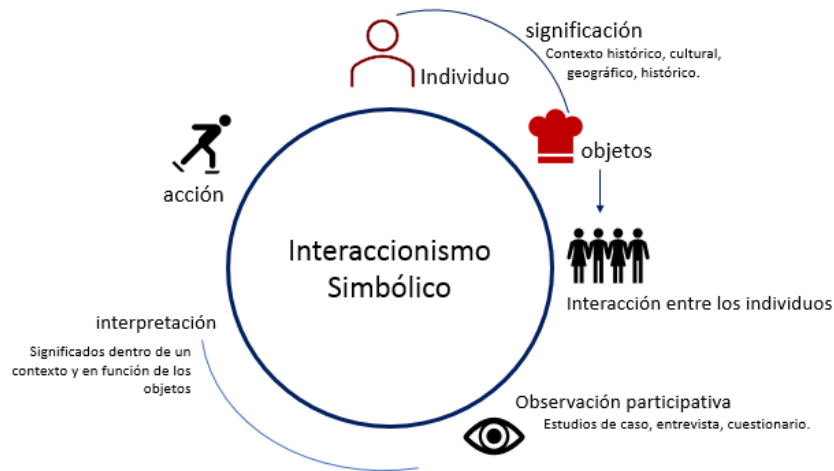 significación
Contexto histórico, cultural,
geográfico, histórico.
Individuo
objetos
acción
Interaccionismo
Simbólico
Interacción entre los individuos
interpretación
Significados dentro de un
contexto y en función de los
objetos
Observación participativa
Estudios de caso, entrevista, cuestionario.